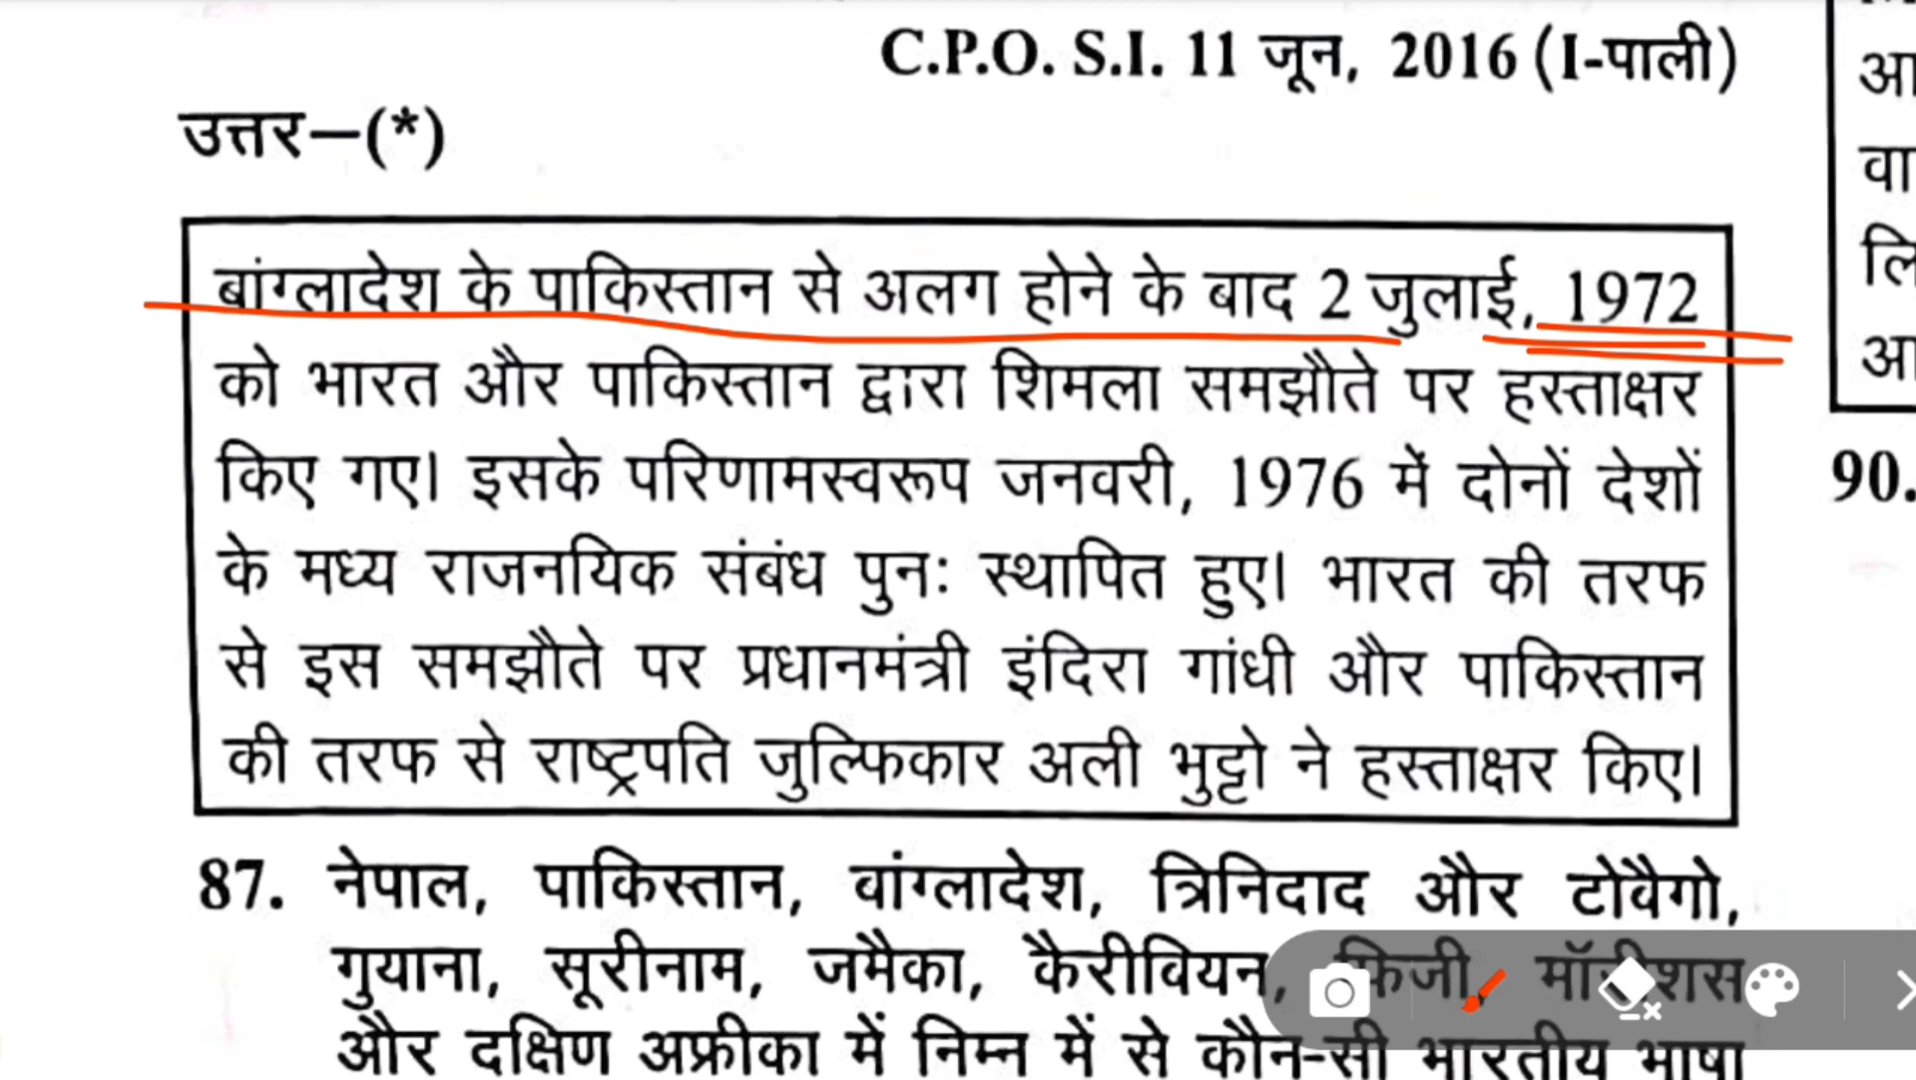 C.P.O. S.I. 11 जून, 2016 (I-पाली)
उत्तर–(*)
बांग्लादेश के पाकिस्तान से अलग होने के बाद 2 जुलाई, 1972
को भारत और पाकिस्तान द्वारा शिमला समझौते पर हस्ताक्षर
किए गए। इसके परिणामस्वरूप जनवरी, 1976 में दोनों देशों
के मध्य राजनयिक संबंध पुनः स्थापित हुए। भारत की तरफ
से इस समझौते पर प्रधानमंत्री इंदिरा गांधी और पाकिस्तान
की तरफ से राष्ट्रपति जुल्फिकार अली भुट्टो ने हस्ताक्षर किए।
87. नेपाल, पाकिस्तान, बांग्लादेश, त्रिनिदाद और टोबैगो,
गुयाना, सूरीनाम, जमैका, कैरीबियन, फिजी, मॉरीशस
और दक्षिण अफ्रीका में निम्न में से कौन-सी भारतीय भाषा
आ
वा
लि
आ
90.